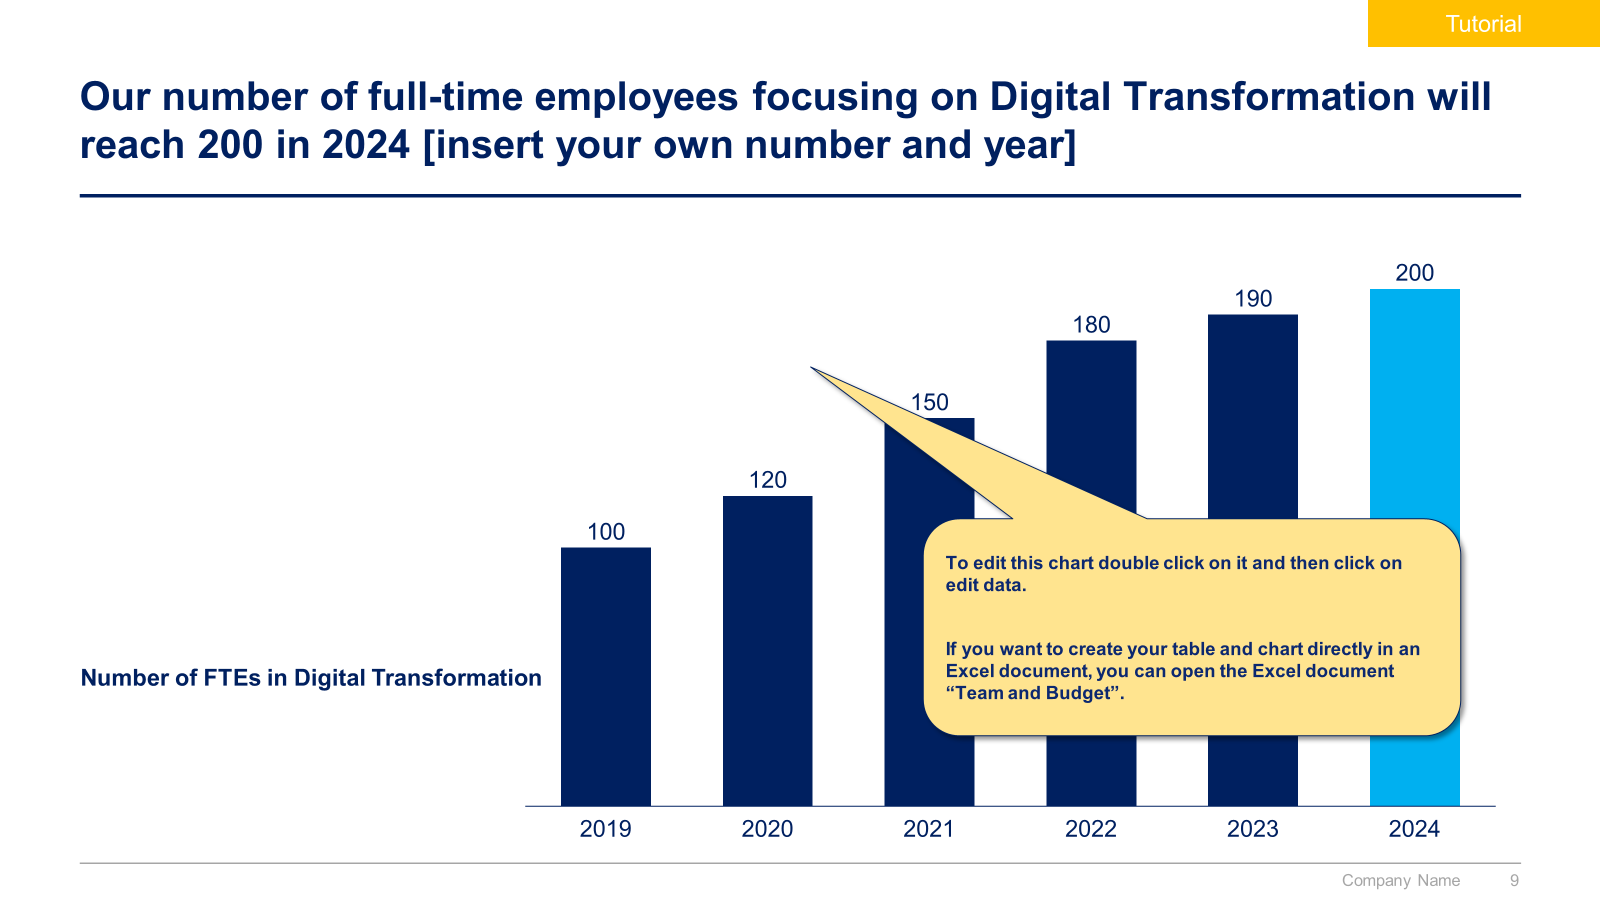 Tutorial
Our number of full-time employees focusing on Digital Transformation will
reach 200 in 2024 [insert your own number and year]
200
190
180
150
120
100
To edit this chart double click on it and then click on
edit data.
If you want to create your table and chart directly in an
Excel document, you can open the Excel document
“Team and Budget”.
Number of FTEs in Digital Transformation
2019
2020
2021
2022
2023
2024
Company Name
9